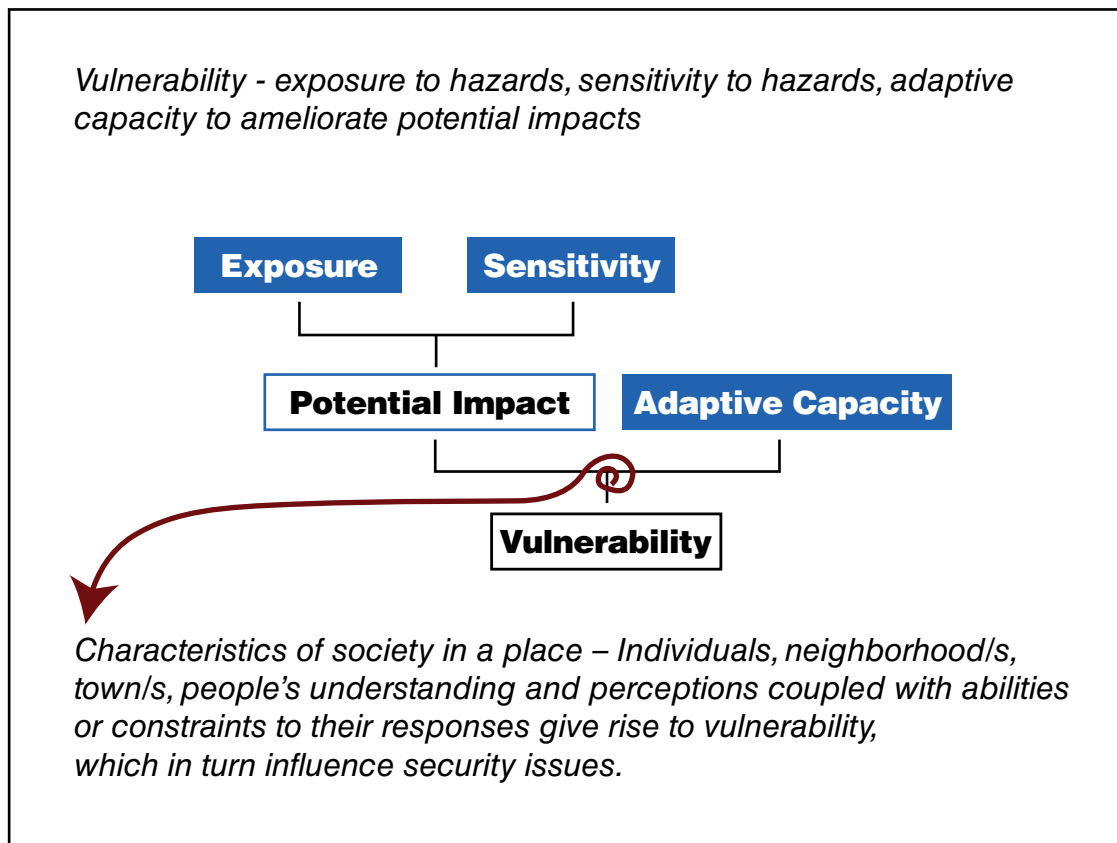 Vulnerability - exposure to hazards, sensitivity to hazards, adaptive
capacity to ameliorate potential impacts
Exposure
Sensitivity
Potential Impact
Adaptive Capacity
Vulnerability
Characteristics of society in a place – Individuals, neighborhood/s,
town/s, people’s understanding and perceptions coupled with abilities
or constraints to their responses give rise to vulnerability,
which in turn influence security issues.